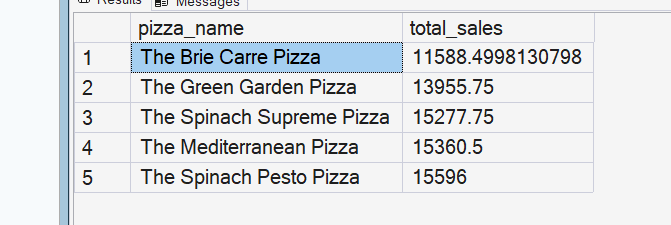 Results Messages
pizza_name total_sales
1 The Brie Carre Pizza 11588.4998130798
2 The Green Garden Pizza 13955.75
3 The Spinach Supreme Pizza 15277.75
4 The Mediterranean Pizza 15360.5
5 The Spinach Pesto Pizza 15596